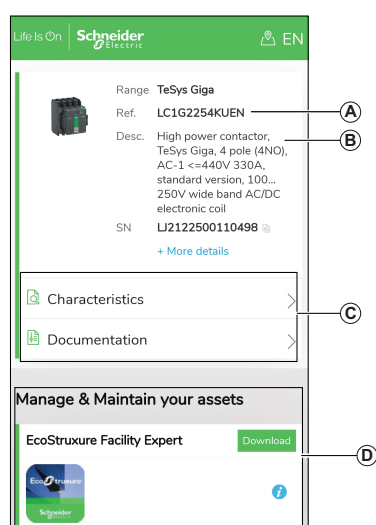 Life Is On Schneider Electric EN
Range TeSys Giga
Ref. LC1G2254KUEN A
Desc. High power contactor, B
TeSys Giga, 4 pole (4NO),
AC-1 <=440V 330A,
standard version, 100...
250V wide band AC/DC
electronic coil
SN LJ2122500110498
+ More details
Characteristics
C
Documentation
Manage & Maintain your assets
EcoStruxure Facility Expert Download
D
EcoStruxure
i
Schneider
Electric